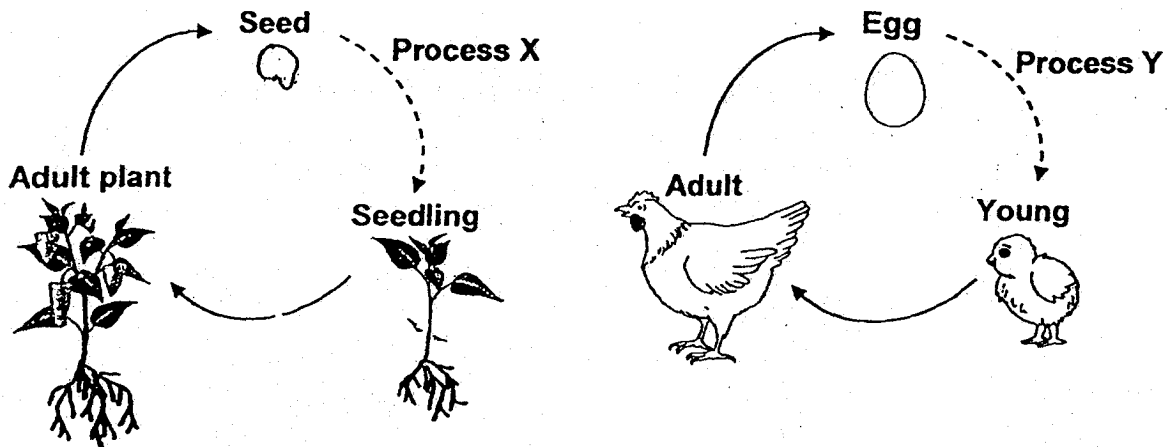 Seed
Process X
Adult plant
Seedling
Egg
Process Y
Adult
Young